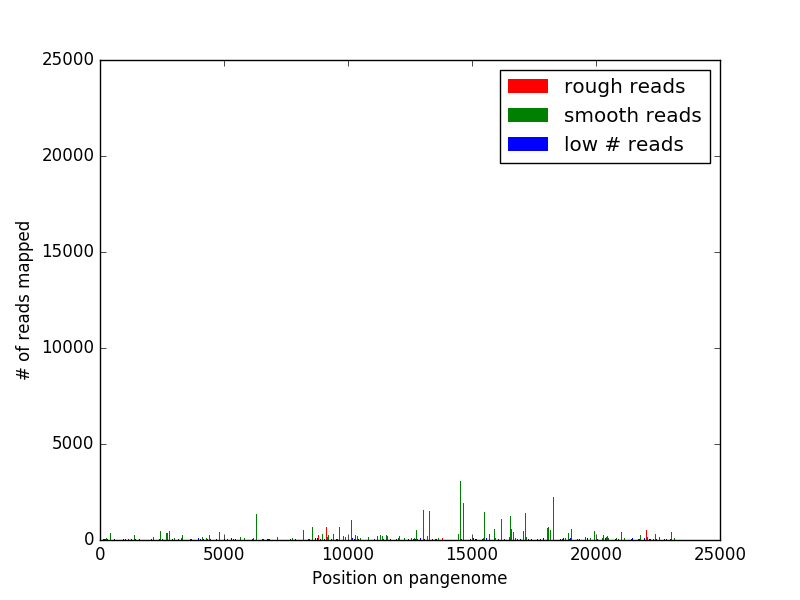 25000
20000
15000
10000
5000
0
# of reads mapped
rough reads
smooth reads
low # reads
0 5000 10000 15000 20000 25000
Position on pangenome